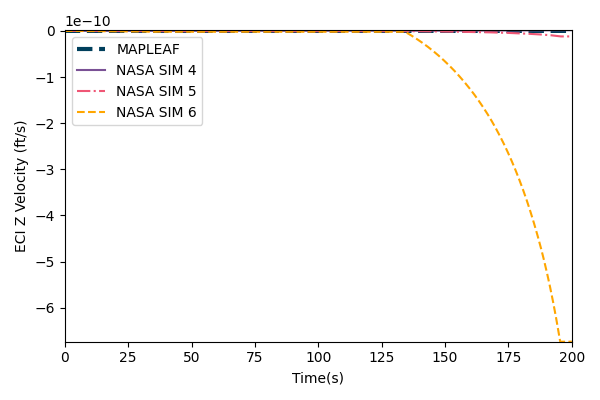 1e−10
0
−1
−2
−3
−4
−5
−6
ECI Z Velocity (ft/s)
MAPLEAF
NASA SIM 4
NASA SIM 5
NASA SIM 6
0 25 50 75 100 125 150 175 200
Time(s)